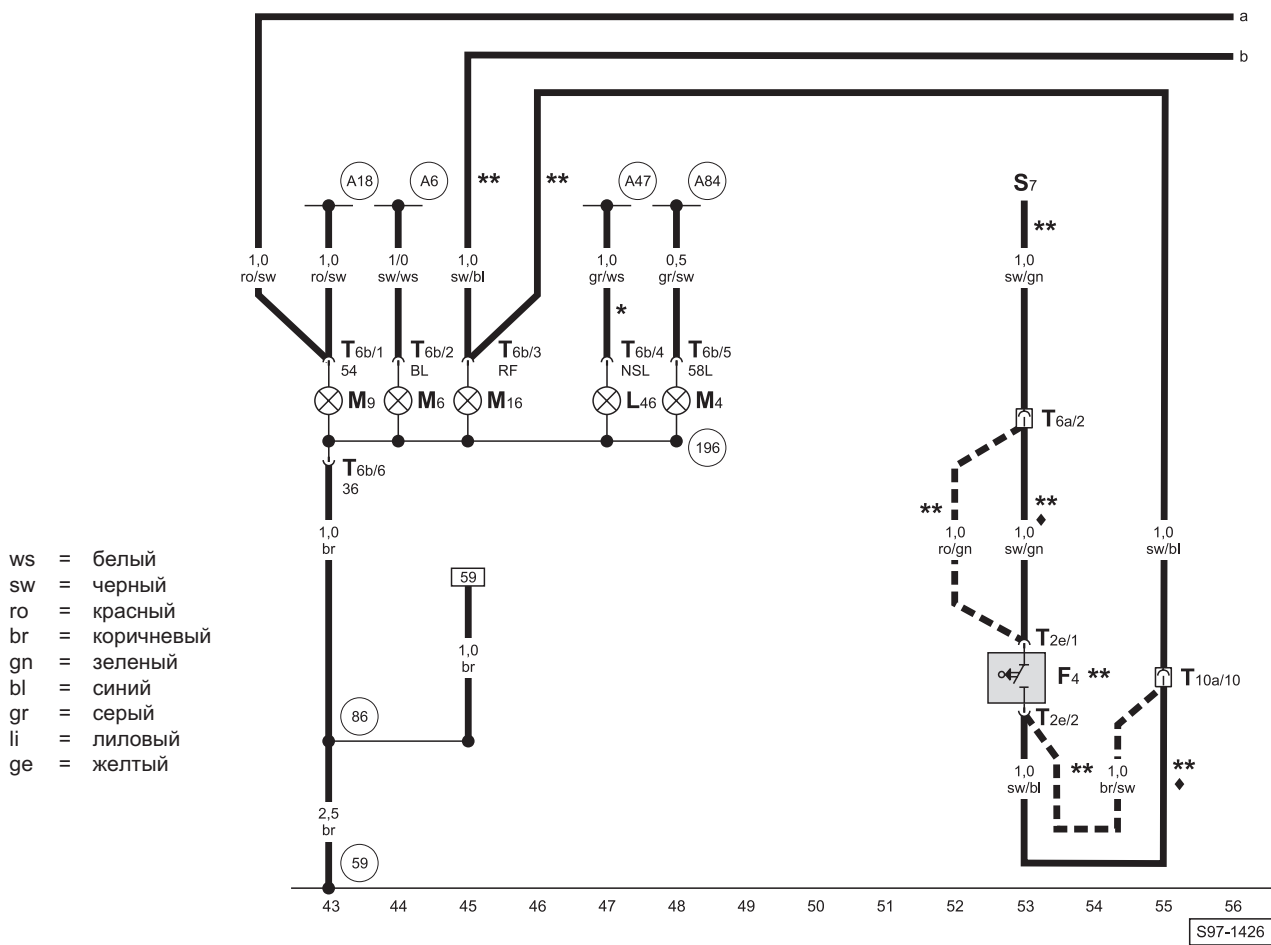 a
b
A18
A6
**
**
A47
A84
S7
**
1,0
ro/sw
1,0
ro/sw
1/0
sw/ws
1,0
sw/bl
1,0
gr/ws
0,5
gr/sw
1,0
sw/gn
*
T6b/1
54
T6b/2
BL
T6b/3
RF
T6b/4
NSL
T6b/5
58L
M9
M6
M16
L46
M4
T6a/2
196
T6b/6
36
**
**
♦
1,0
br
1,0
ro/gn
1,0
sw/gn
1,0
sw/bl
ws = белый
sw = черный
ro = красный
br = коричневый
gn = зеленый
bl = синий
gr = серый
li = лиловый
ge = желтый
59
1,0
br
T2e/1
F4 **
T10a/10
86
T2e/2
1,0
sw/bl
**
1,0
br/sw
**
♦
2,5
br
59
43 44 45 46 47 48 49 50 51 52 53 54 55 56
S97-1426